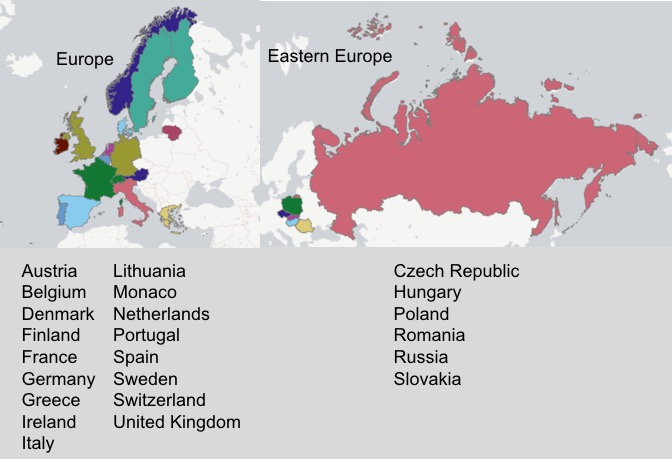 Europe
Eastern Europe
Austria
Belgium
Denmark
Finland
France
Germany
Greece
Ireland
Italy
Lithuania
Monaco
Netherlands
Portugal
Spain
Sweden
Switzerland
United Kingdom
Czech Republic
Hungary
Poland
Romania
Russia
Slovakia